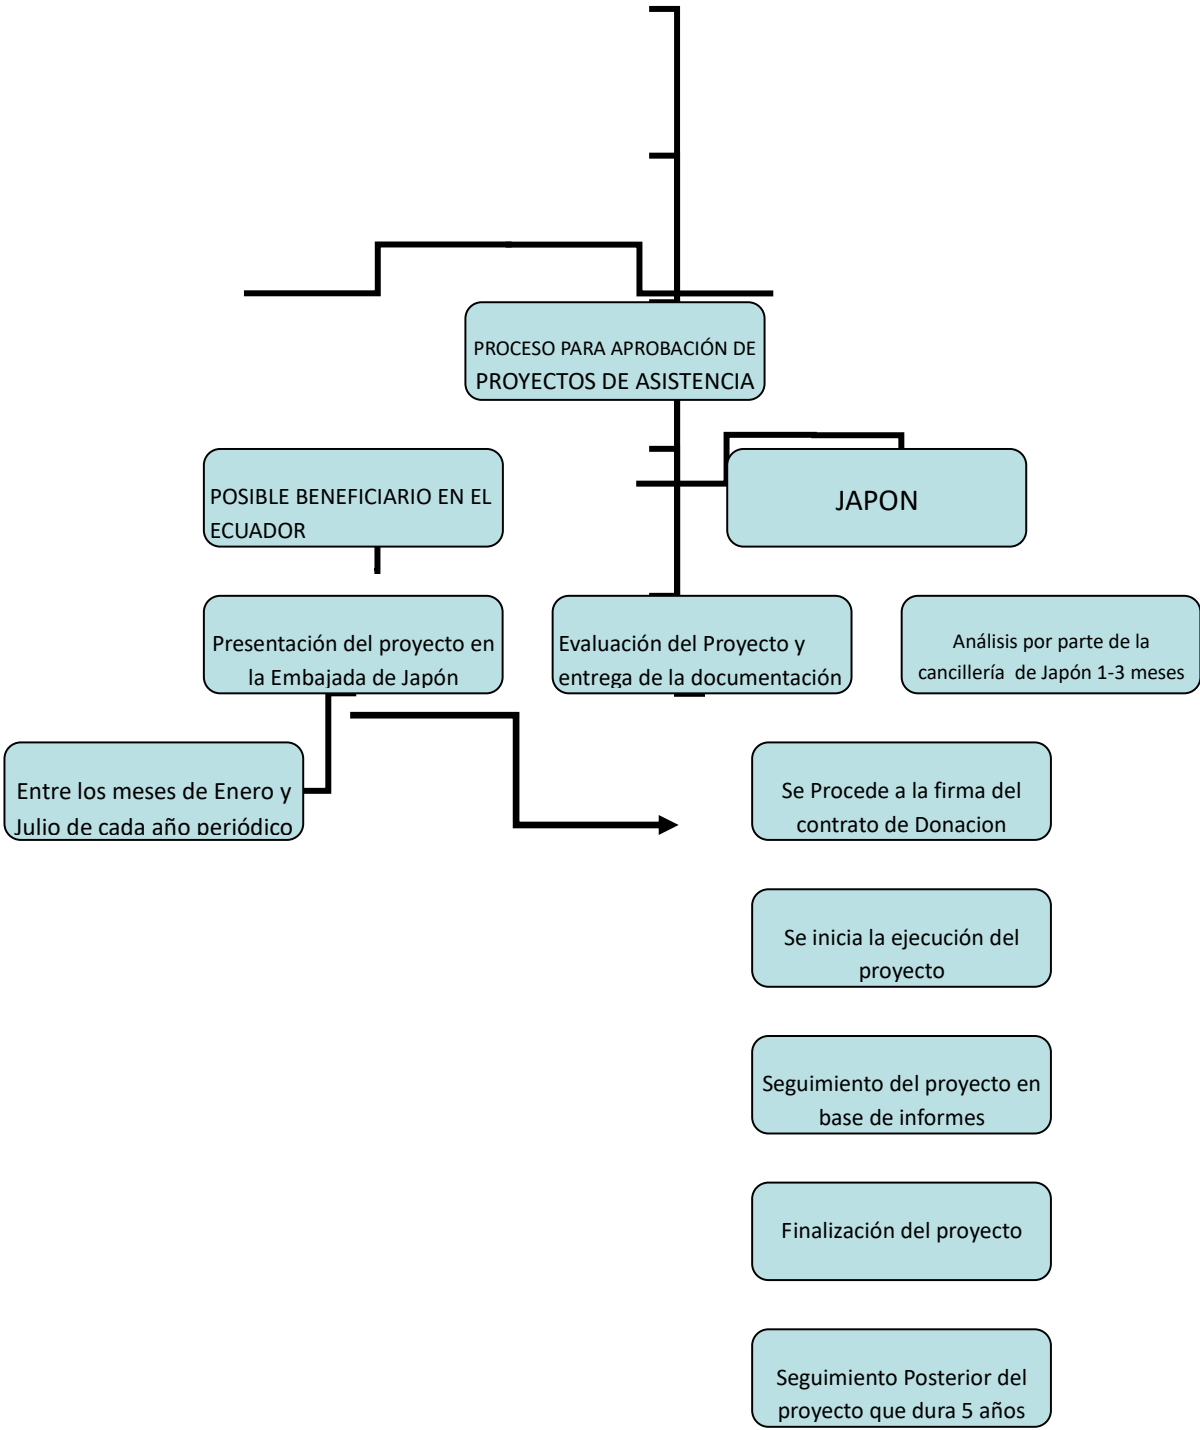 PROCESO PARA APROBACIÓN DE
PROYECTOS DE ASISTENCIA
POSIBLE BENEFICIARIO EN EL
ECUADOR
JAPON
Presentación del proyecto en
la Embajada de Japón
Evaluación del Proyecto y
entrega de la documentación
Análisis por parte de la
cancillería de Japón 1-3 meses
Entre los meses de Enero y
Julio de cada año periódico
Se Procede a la firma del
contrato de Donacion
Se inicia la ejecución del
proyecto
Seguimiento del proyecto en
base de informes
Finalización del proyecto
Seguimiento Posterior del
proyecto que dura 5 años